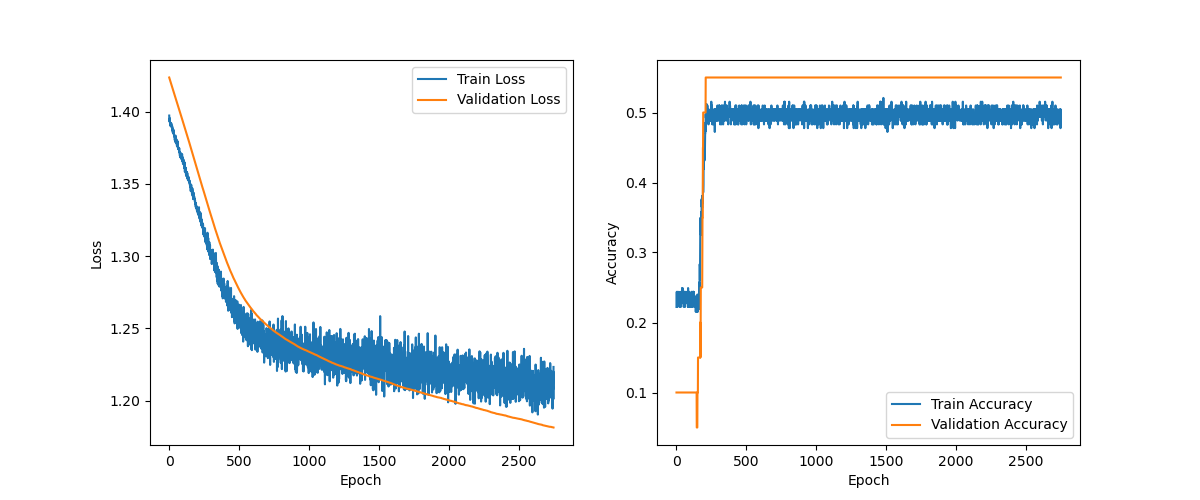 Train Loss
Validation Loss
1.40
1.35
1.30
1.25
1.20
Loss
0 500 1000 1500 2000 2500
Epoch
0.5
0.4
0.3
0.2
0.1
Accuracy
Train Accuracy
Validation Accuracy
0 500 1000 1500 2000 2500
Epoch